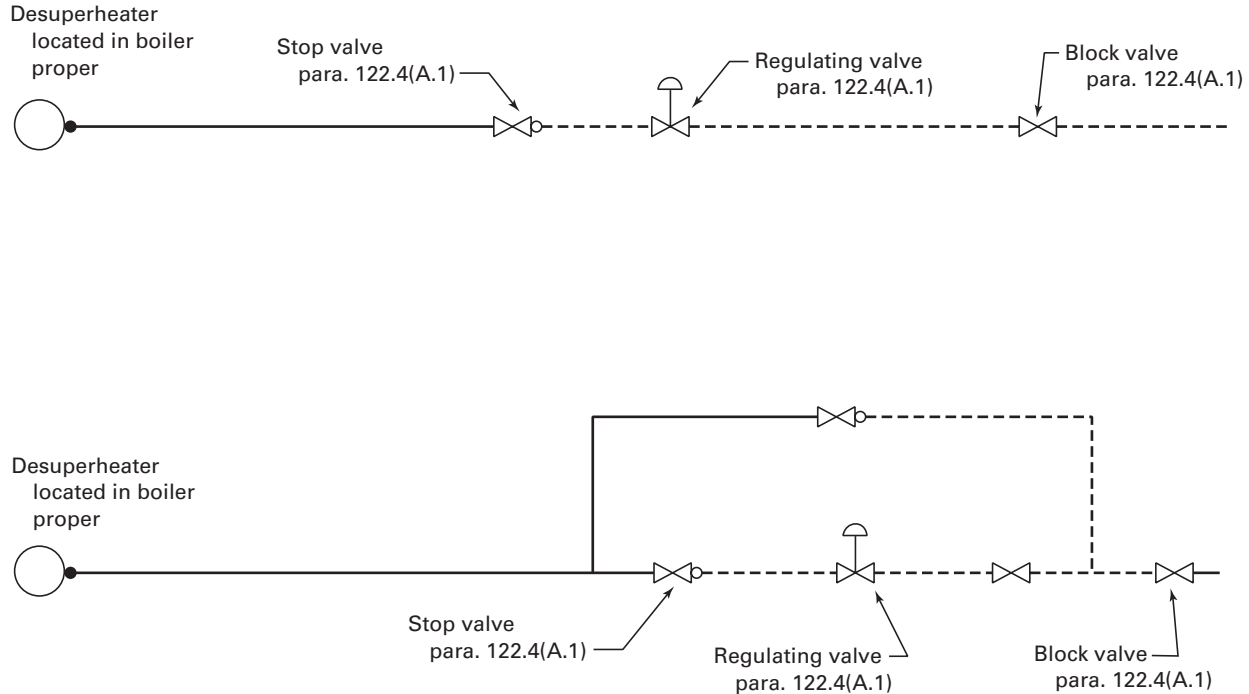 Desuperheater
located in boiler
proper
Stop valve
para. 122.4(A.1)
Regulating valve
para. 122.4(A.1)
Block valve
para. 122.4(A.1)
Desuperheater
located in boiler
proper
Stop valve
para. 122.4(A.1)
Regulating valve
para. 122.4(A.1)
Block valve
para. 122.4(A.1)